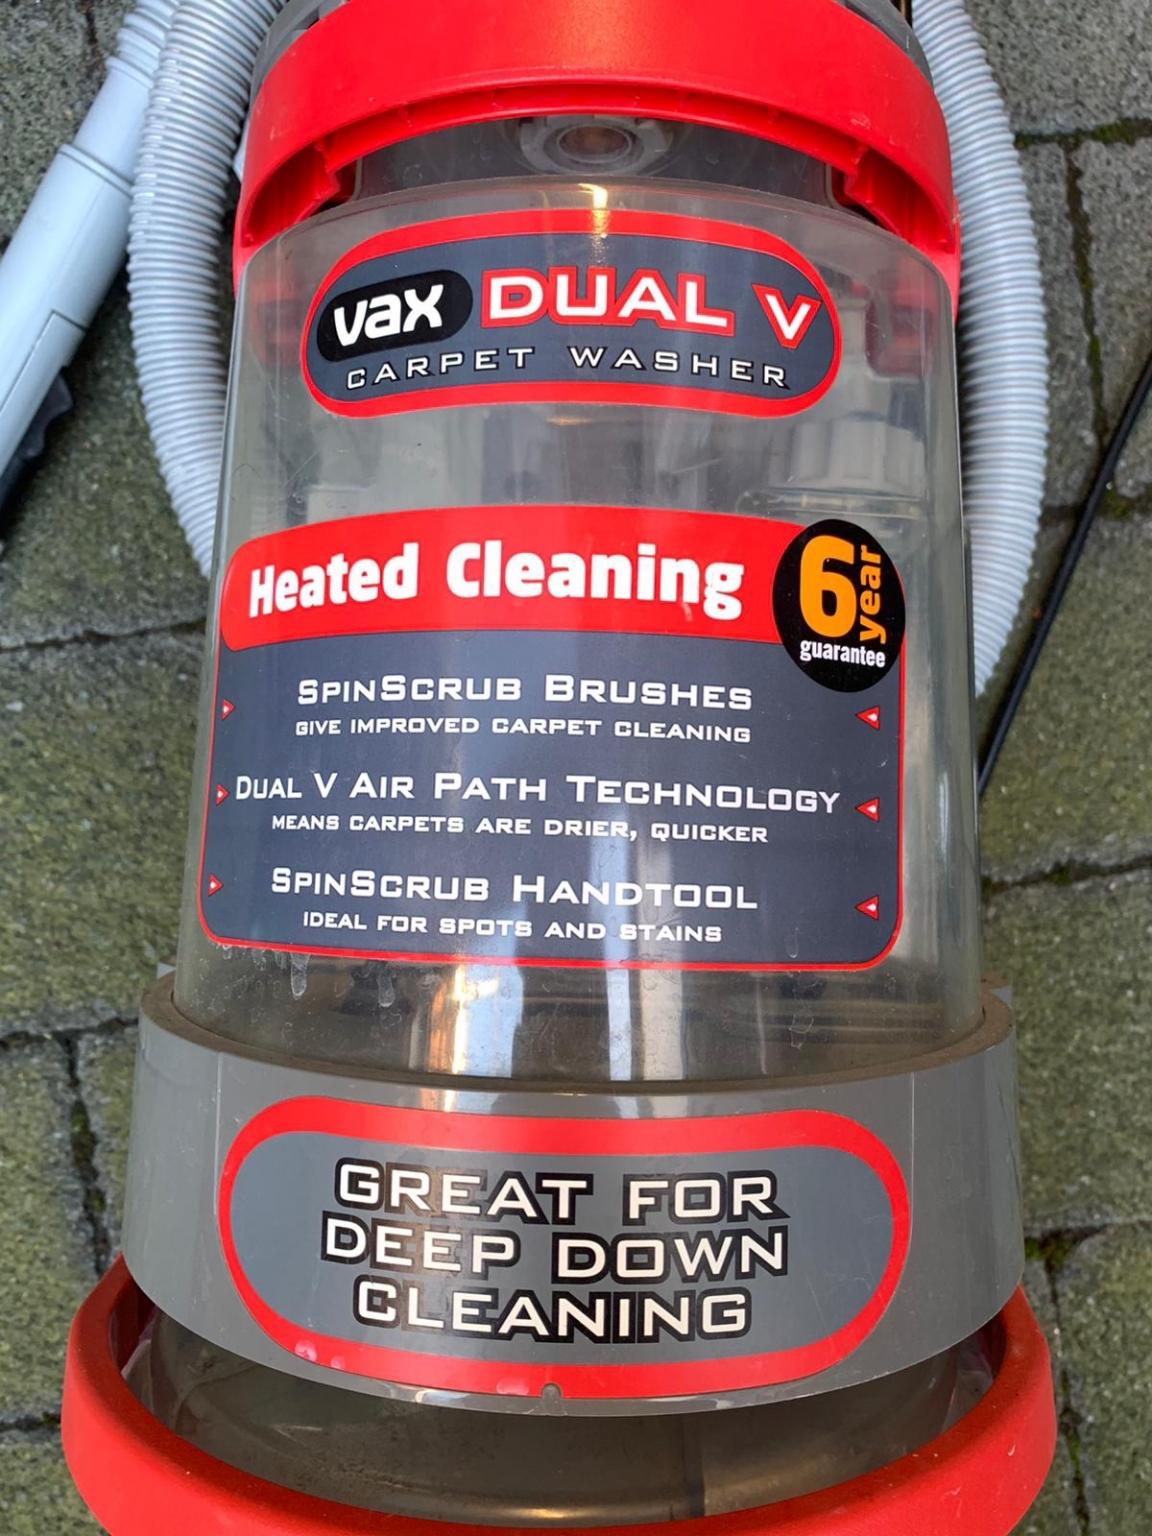 vax DUAL V
CARPET WASHER
Heated Cleaning
6 year
guarantee
SPINSCRUB BRUSHES
GIVE IMPROVED CARPET CLEANING
DUAL V AIR PATH TECHNOLOGY
MEANS CARPETS ARE DRIER, QUICKER
SPINSCRUB HANDTOOL
IDEAL FOR SPOTS AND STAINS
GREAT FOR
DEEP DOWN
CLEANING